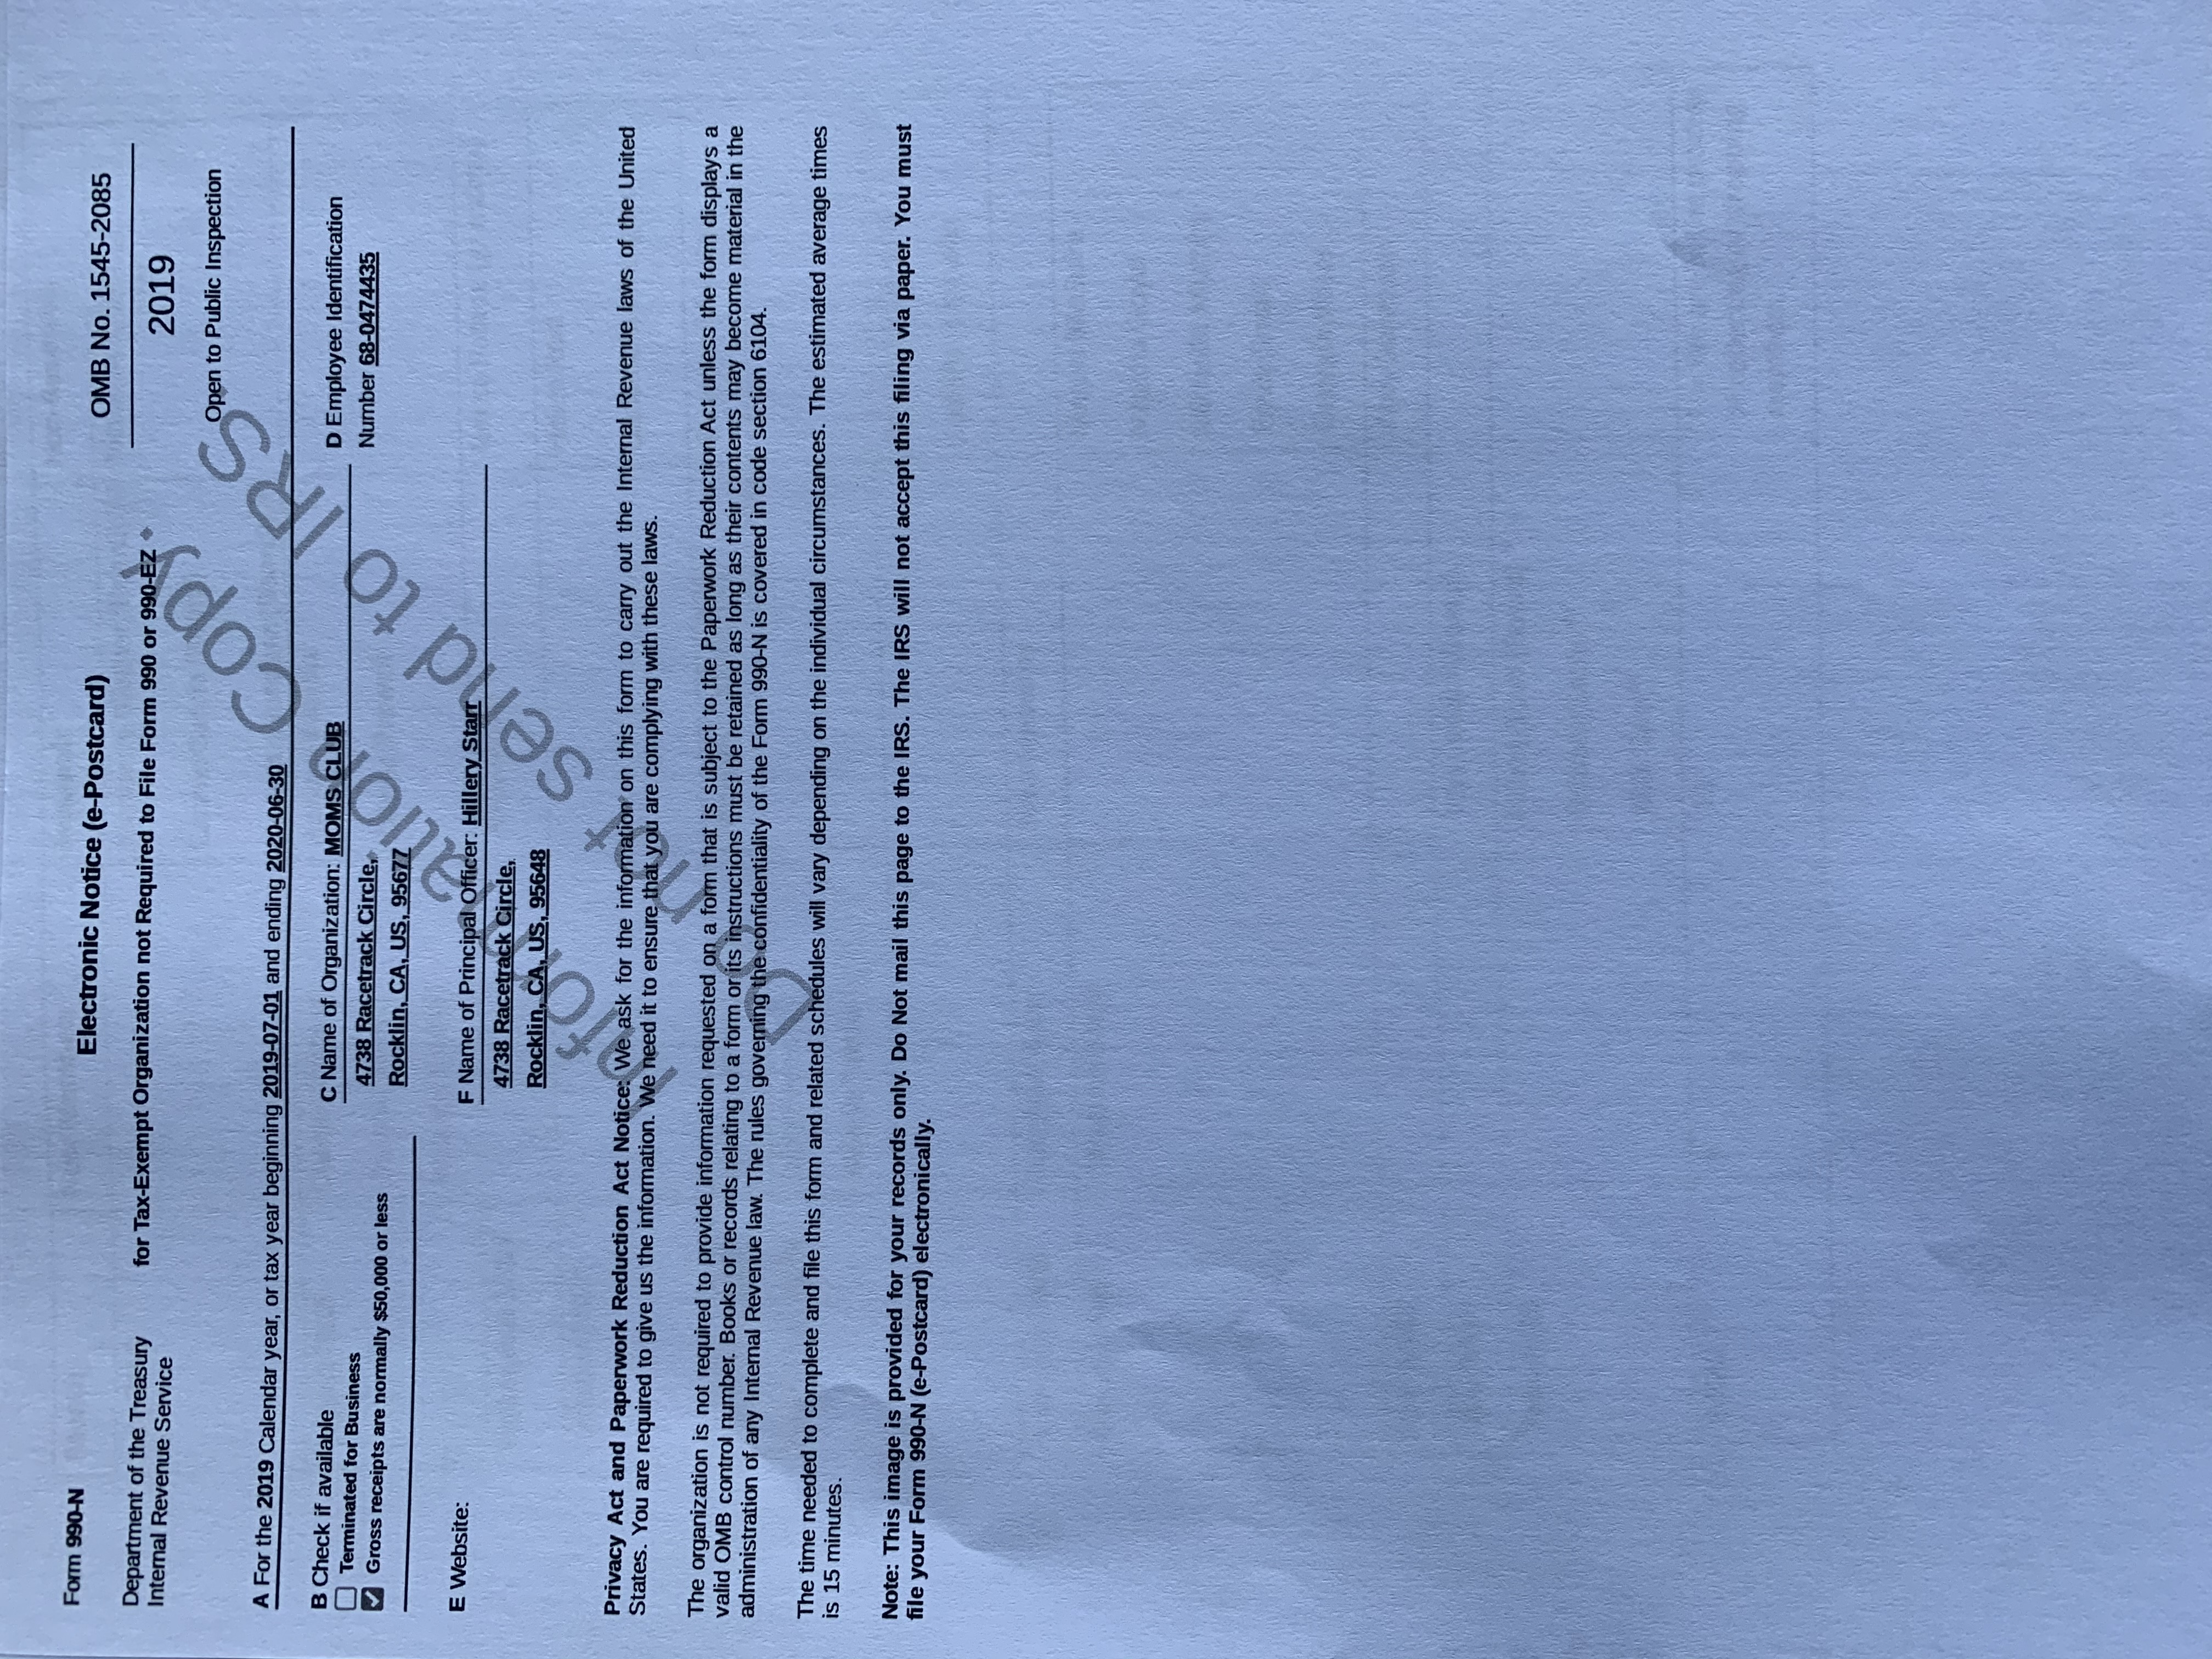 Form 990-N
Electronic Notice (e-Postcard)
OMB No. 1545-2085
Department of the Treasury
Internal Revenue Service
for Tax-Exempt Organization not Required to File Form 990 or 990-EZ
2019
Open to Public Inspection
A For the 2019 Calendar year, or tax year beginning 2019-07-01 and ending 2020-06-30
B Check if available
Terminated for Business
Gross receipts are normally $50,000 or less
C Name of Organization: MOMS CLUB
4738 Racetrack Circle,
Rocklin, CA, US, 95677
D Employee Identification
Number 68-0474435
E Website:
F Name of Principal Officer: Hillery Starr
4738 Racetrack Circle,
Rocklin, CA, US, 95648
Information Copy.
Do not send to IRS.
Privacy Act and Paperwork Reduction Act Notice: We ask for the information on this form to carry out the Internal Revenue laws of the United
States. You are required to give us the information. We need it to ensure that you are complying with these laws.
The organization is not required to provide information requested on a form that is subject to the Paperwork Reduction Act unless the form displays a
valid OMB control number. Books or records relating to a form or its instructions must be retained as long as their contents may become material in the
administration of any Internal Revenue law. The rules governing the confidentiality of the Form 990-N is covered in code section 6104.
The time needed to complete and file this form and related schedules will vary depending on the individual circumstances. The estimated average times
is 15 minutes.
Note: This image is provided for your records only. Do Not mail this page to the IRS. The IRS will not accept this filing via paper. You must
file your Form 990-N (e-Postcard) electronically.